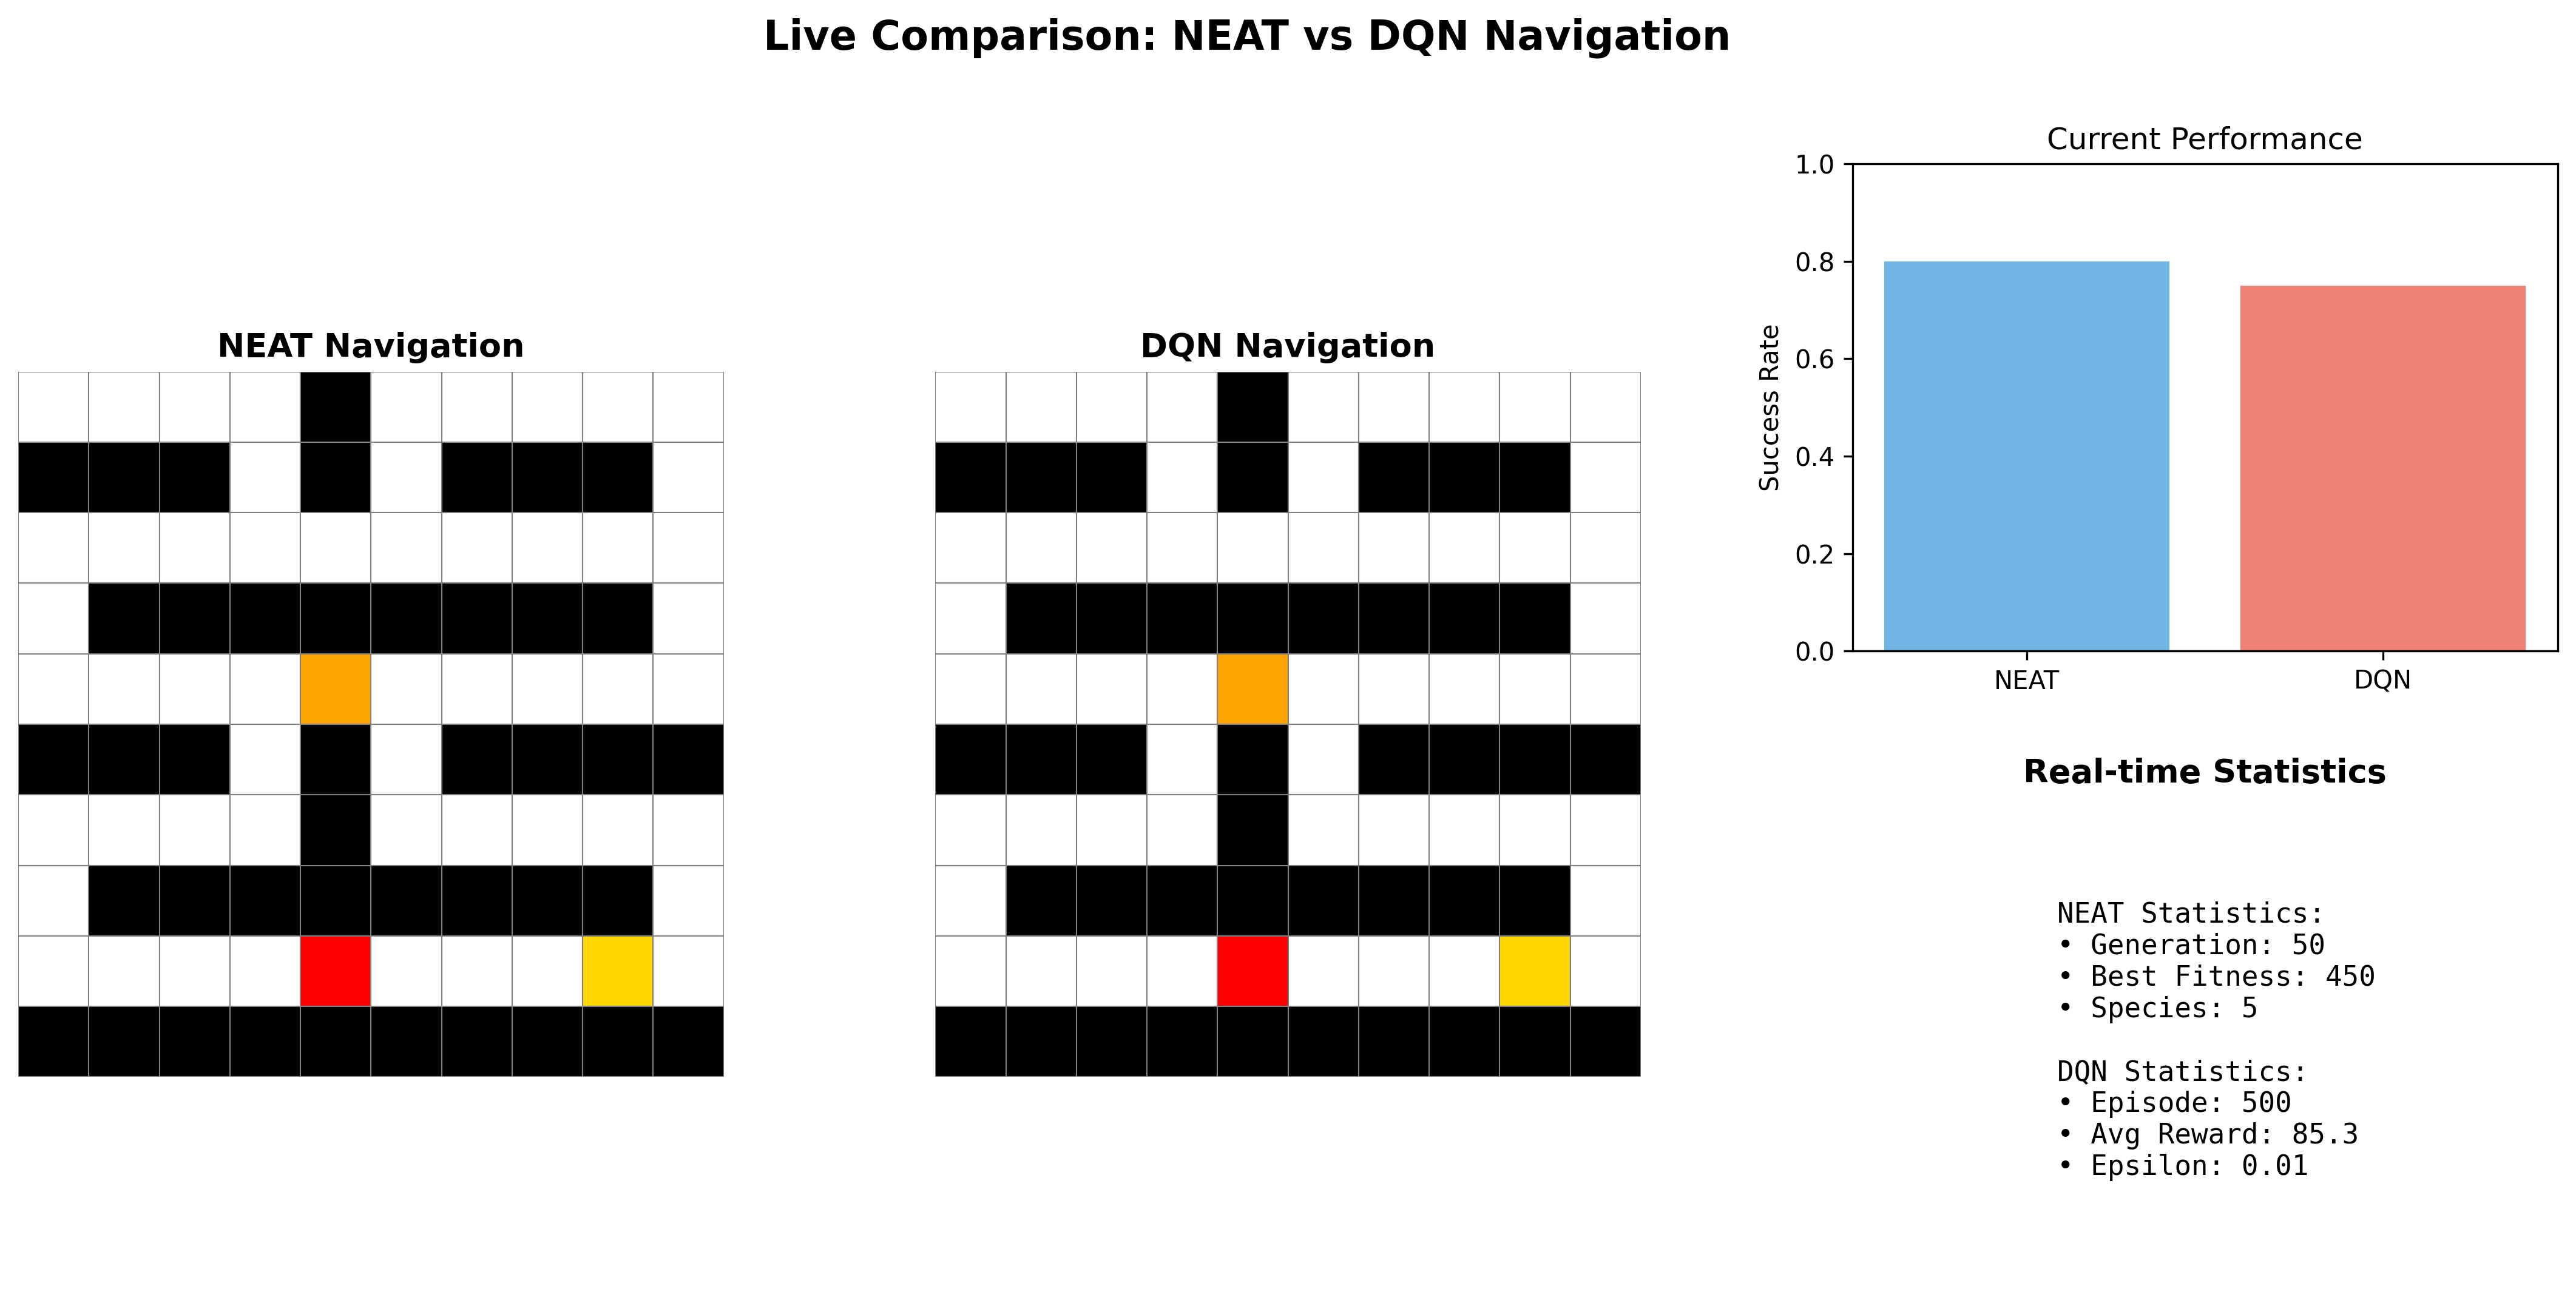 Live Comparison: NEAT vs DQN Navigation
NEAT Navigation
DQN Navigation
Current Performance
1.0
0.8
0.6
0.4
0.2
0.0
Success Rate
NEAT
DQN
Real-time Statistics
NEAT Statistics:
• Generation: 50
• Best Fitness: 450
• Species: 5
DQN Statistics:
• Episode: 500
• Avg Reward: 85.3
• Epsilon: 0.01